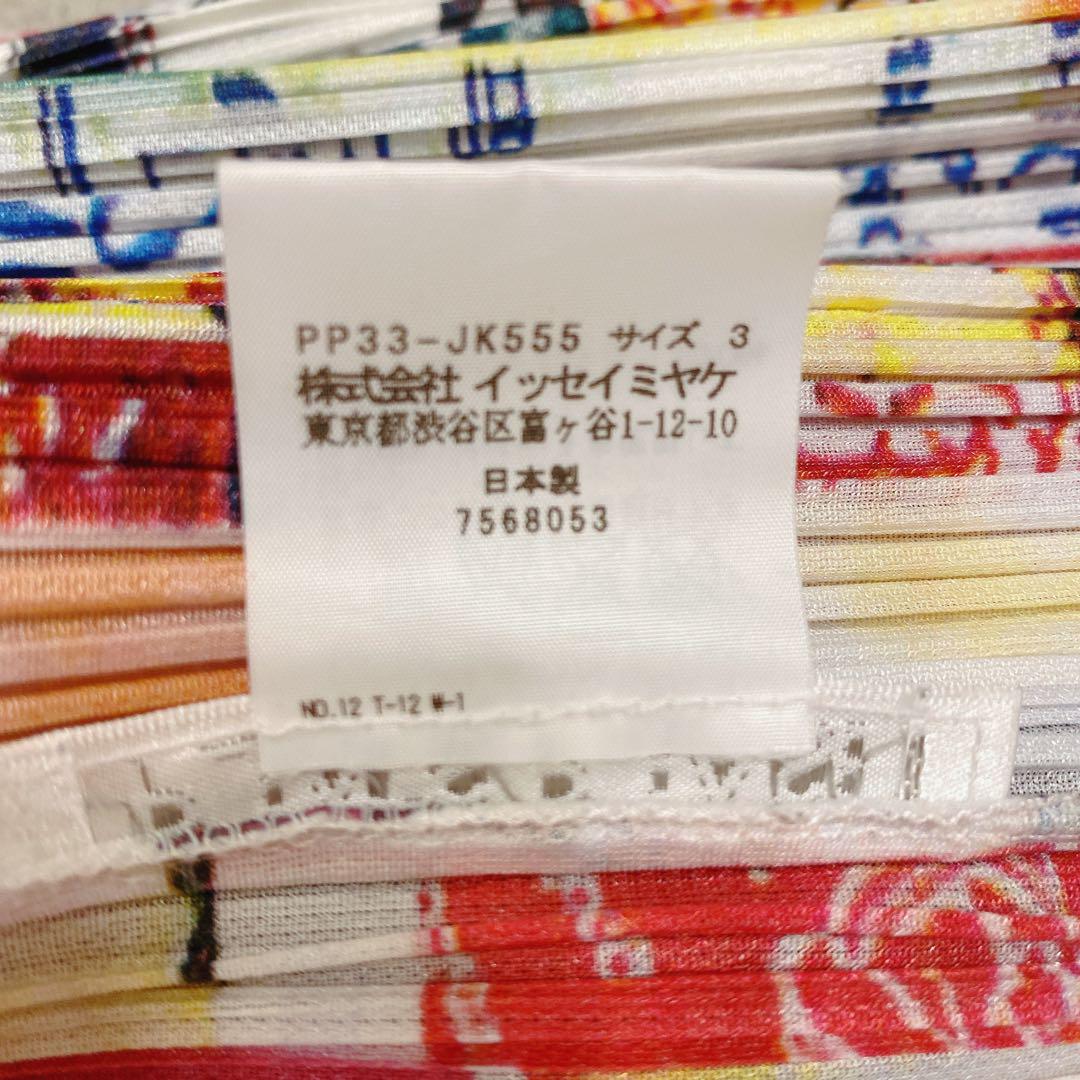 PP33-JK555 サイズ 3
株式会社 イッセイミヤケ
東京都渋谷区富ヶ谷1-12-10
日本製
7568053
NO.12 T-12 W-1